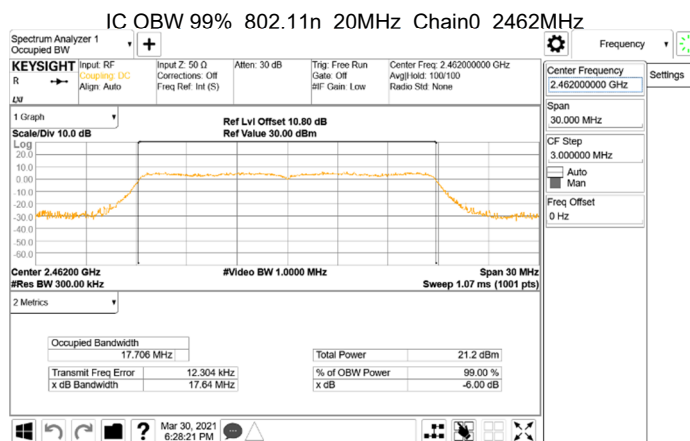 IC OBW 99%  802.11n  20MHz  Chain0  2462MHz
Spectrum Analyzer 1
Occupied BW
Frequency
KEYSIGHT
R
LXI
Input: RF
Coupling: DC
Align: Auto
Input Z: 50 Ω
Corrections: Off
Freq Ref: Int (S)
Atten: 30 dB
Trig: Free Run
Gate: Off
#IF Gain: Low
Center Freq: 2.462000000 GHz
Avg|Hold: 100/100
Radio Std: None
Center Frequency
2.462000000 GHz
Settings
Span
30.000 MHz
CF Step
3.000000 MHz
Auto
Man
Freq Offset
0 Hz
1 Graph
Scale/Div 10.0 dB
Ref Lvl Offset 10.80 dB
Ref Value 30.00 dBm
Log
20.0
10.0
0.00
-10.0
-20.0
-30.0
-40.0
-50.0
-60.0
Center 2.46200 GHz
#Res BW 300.00 kHz
#Video BW 1.0000 MHz
Span 30 MHz
Sweep 1.07 ms (1001 pts)
2 Metrics
Occupied Bandwidth
17.706 MHz
Total Power 21.2 dBm
Transmit Freq Error 12.304 kHz
% of OBW Power 99.00 %
x dB Bandwidth 17.64 MHz
x dB -6.00 dB
Mar 30, 2021
6:28:21 PM